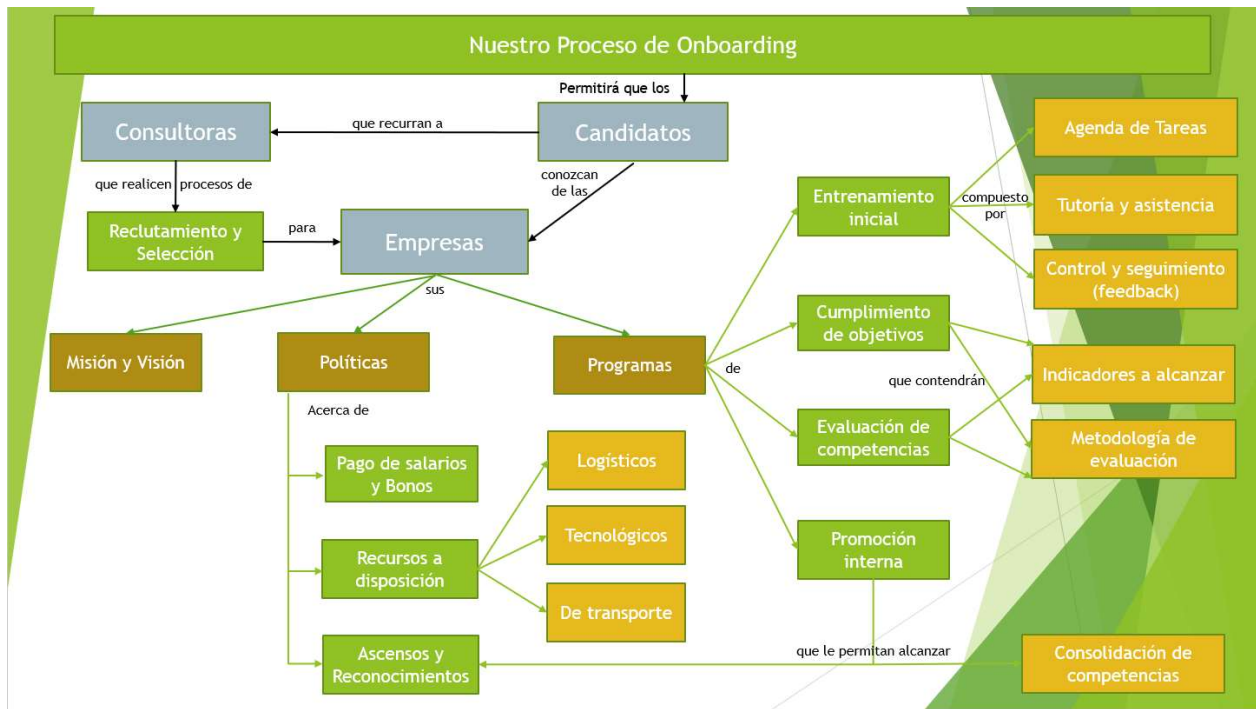 Nuestro Proceso de Onboarding
Permitirá que los
Consultoras
que recurran a
Candidatos
Agenda de Tareas
que realicen procesos de
conozcan
de las
Entrenamiento
inicial
compuesto
por
Tutoría y asistencia
Reclutamiento y
Selección
para
Empresas
Control y seguimiento
(feedback)
sus
Cumplimiento
de objetivos
Misión y Visión
Políticas
Programas
de
que contendrán
Indicadores a alcanzar
Acerca de
Evaluación de
competencias
Metodología de
evaluación
Pago de salarios
y Bonos
Logísticos
Tecnológicos
Promoción
interna
Recursos a
disposición
De transporte
Ascensos y
Reconocimientos
que le permitan alcanzar
Consolidación de
competencias